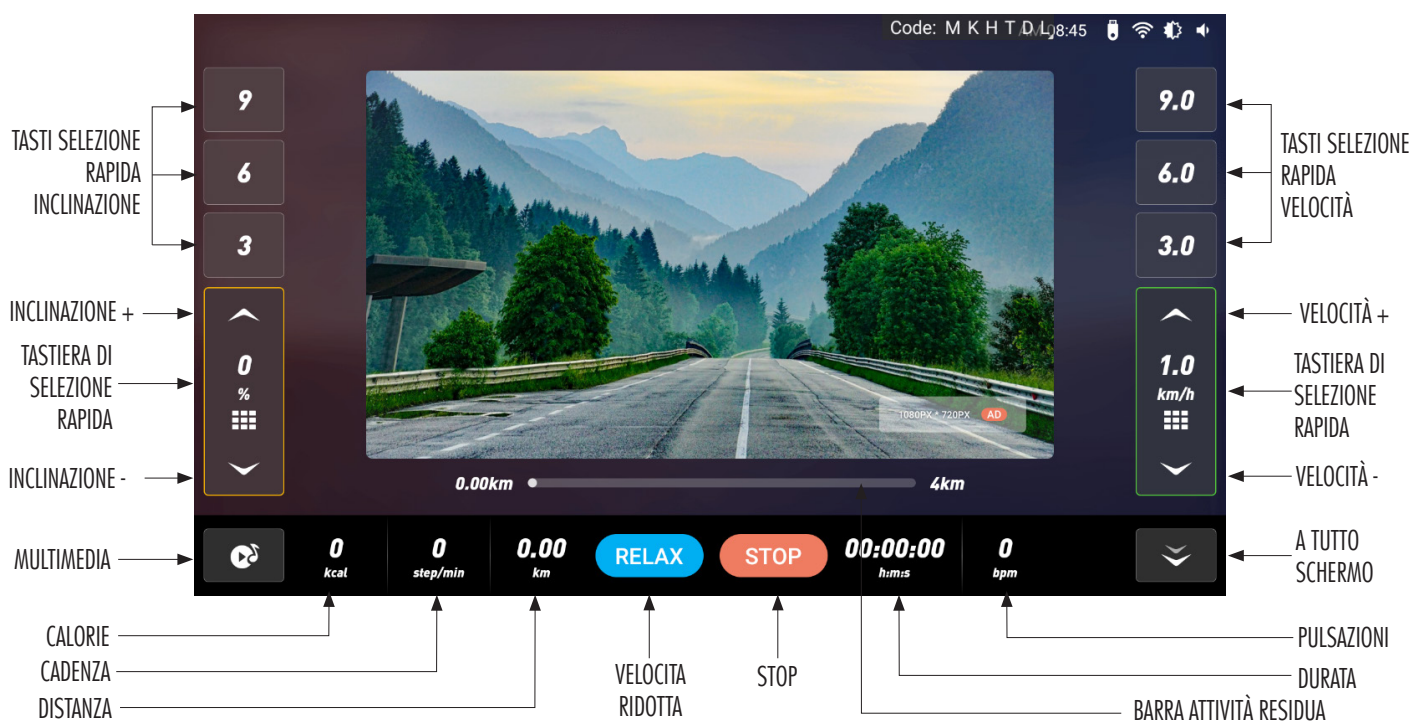 Code: M K H T D L
AM 08:45
9
9.0
TASTI SELEZIONE
RAPIDA
INCLINAZIONE
6
6.0
TASTI SELEZIONE
RAPIDA
VELOCITÀ
3
3.0
INCLINAZIONE +
VELOCITÀ +
TASTIERA DI
SELEZIONE
RAPIDA
0
%
1.0
km/h
TASTIERA DI
SELEZIONE
RAPIDA
1080PX * 720PX AD
INCLINAZIONE -
VELOCITÀ -
0.00km
4km
MULTIMEDIA
0
kcal
0
step/min
0.00
km
RELAX
STOP
00:00:00
h:m:s
0
bpm
A TUTTO
SCHERMO
CALORIE
CADENZA
DISTANZA
VELOCITA
RIDOTTA
STOP
PULSAZIONI
DURATA
BARRA ATTIVITÀ RESIDUA